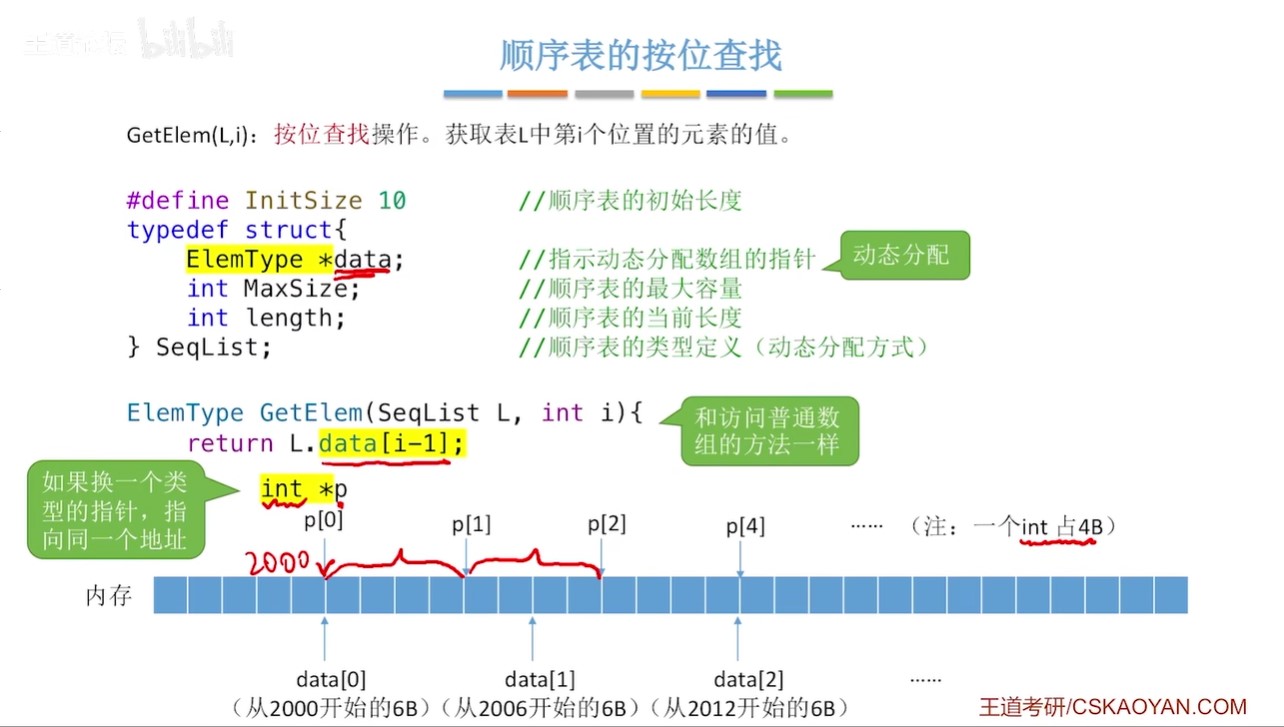 bilibili
顺序表的按位查找
GetElem(L,i)：按位查找操作。获取表L中第i个位置的元素的值。
#define InitSize 10 //顺序表的初始长度
typedef struct{
ElemType *data; //指示动态分配数组的指针
动态分配
int MaxSize; //顺序表的最大容量
int length; //顺序表的当前长度
} SeqList; //顺序表的类型定义（动态分配方式）
ElemType GetElem(SeqList L, int i){
return L.data[i-1];
和访问普通数
组的方法一样
如果换一个类
型的指针，指
向同一个地址
int *p
p[0] p[1] p[2] p[4] …… （注：一个int 占4B）
2000
内存
data[0] data[1] data[2] ……
（从2000开始的6B）（从2006开始的6B）（从2012开始的6B）
王道考研/CSKAOYAN.COM